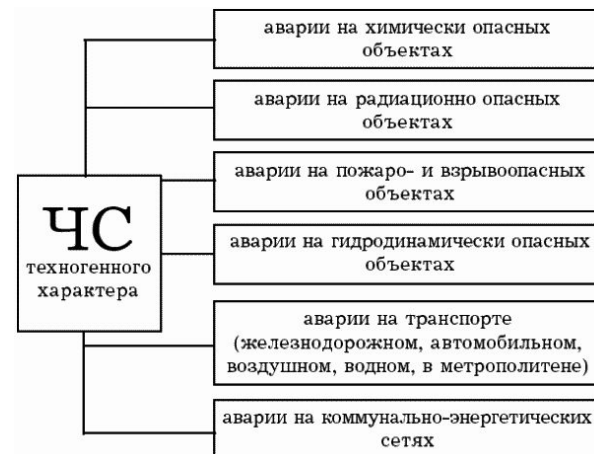 аварии на химически опасных
объектах
аварии на радиационно опасных
объектах
аварии на пожаро- и взрывоопасных
объектах
ЧС
техногенного
характера
аварии на гидродинамически опасных
объектах
аварии на транспорте
(железнодорожном, автомобильном,
воздушном, водном, в метрополитене)
аварии на коммунально-энергетических
сетях